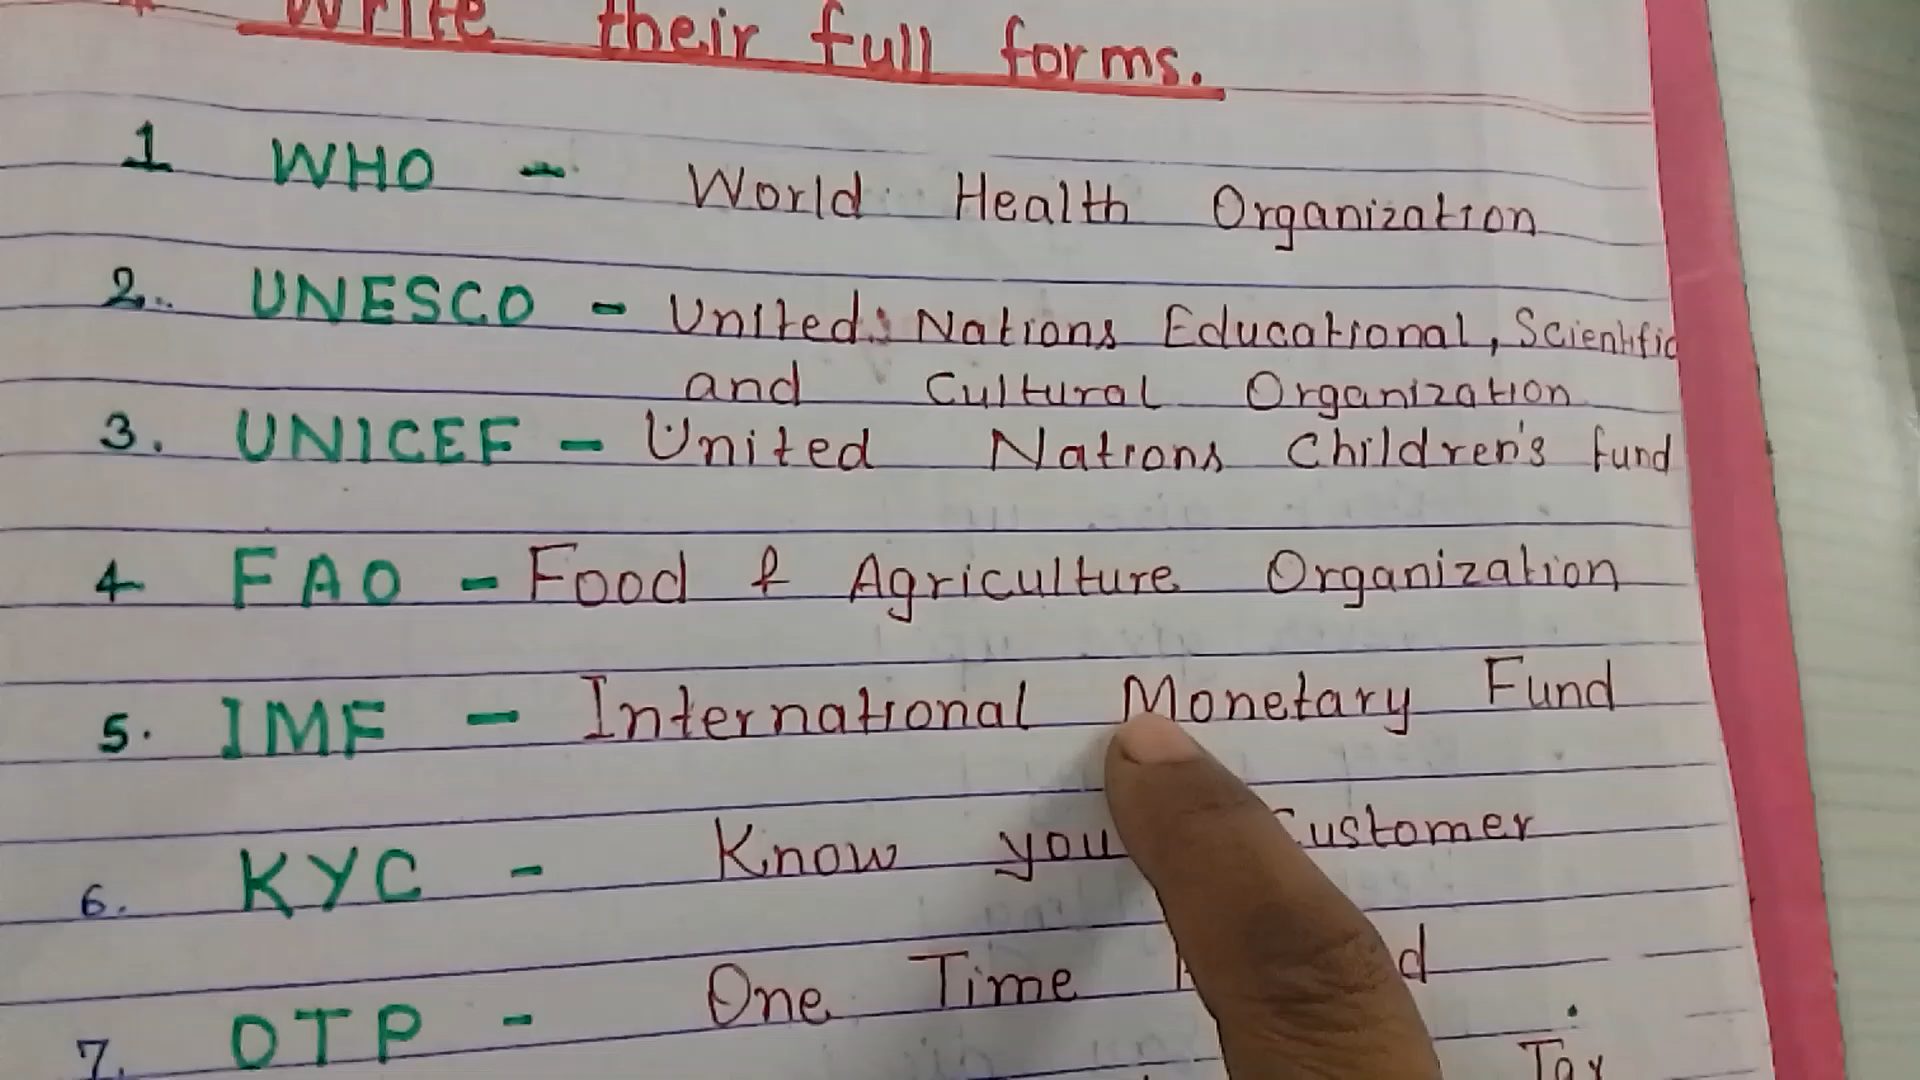 Write their full forms.
1 WHO - World Health Organization
2. UNESCO - United Nations Educational, Scientific
and Cultural Organization
3. UNICEF - United Nations Children's fund
4 FAO - Food & Agriculture Organization
5. IMF - International Monetary Fund
6. KYC - Know Customer
7. OTP - One Time
Tax